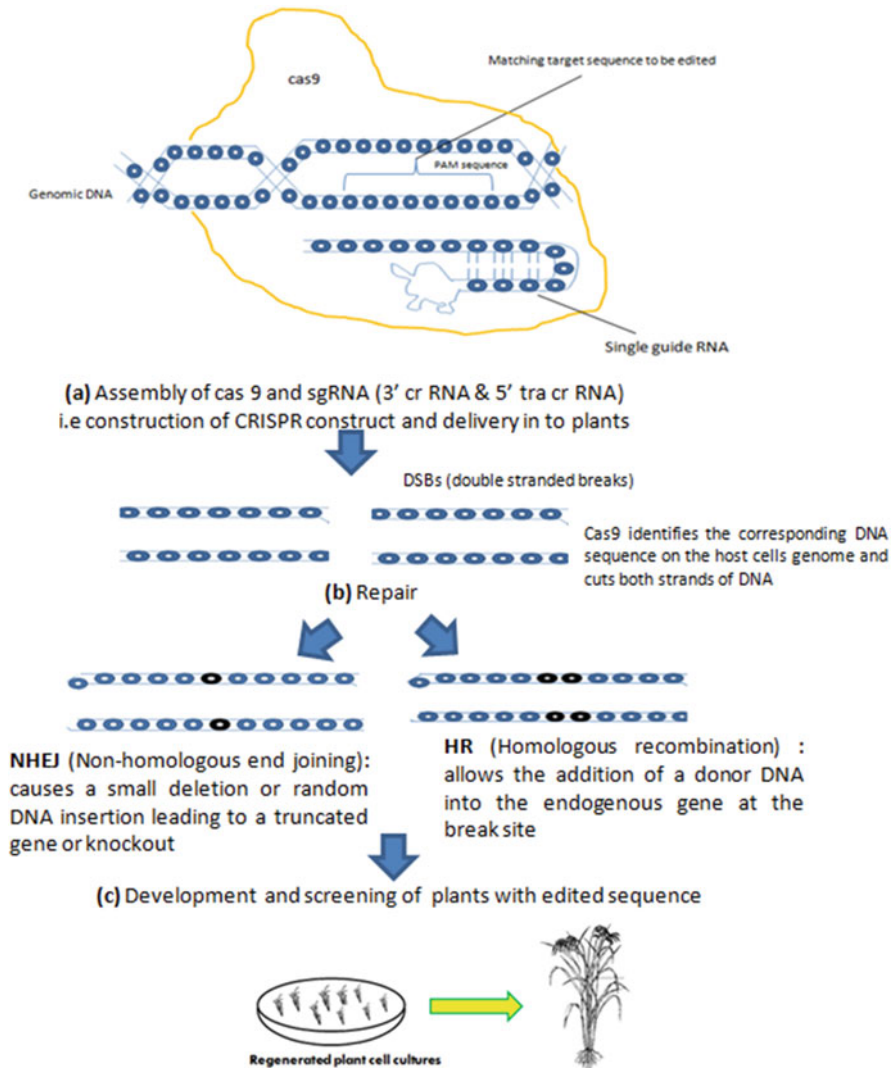 cas9
Matching target sequence to be edited
PAM sequence
Genomic DNA
Single guide RNA
(a) Assembly of cas 9 and sgRNA (3' cr RNA & 5' tra cr RNA)
i.e construction of CRISPR construct and delivery in to plants
DSBs (double stranded breaks)
Cas9 identifies the corresponding DNA
sequence on the host cells genome and
cuts both strands of DNA
(b) Repair
NHEJ (Non-homologous end joining):
causes a small deletion or random
DNA insertion leading to a truncated
gene or knockout
HR (Homologous recombination) :
allows the addition of a donor DNA
into the endogenous gene at the
break site
(c) Development and screening of plants with edited sequence
Regenerated plant cell cultures